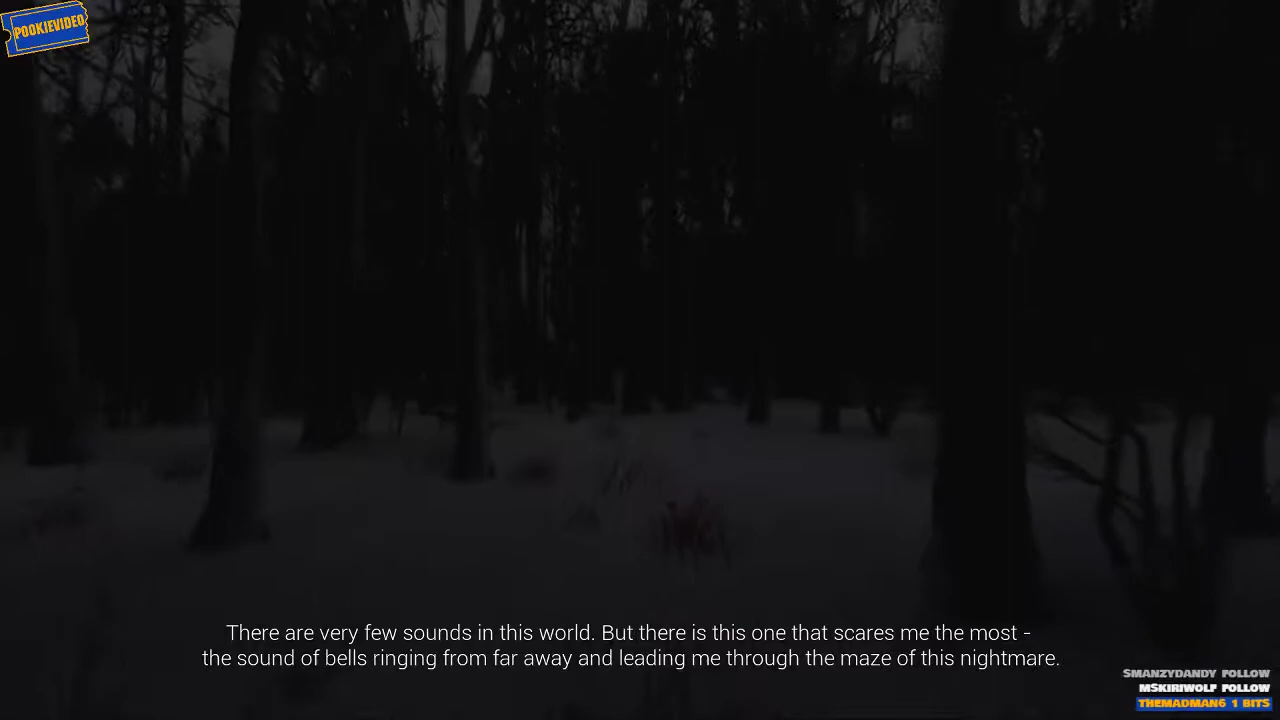 POOKIEVIDEO
There are very few sounds in this world. But there is this one that scares me the most -
the sound of bells ringing from far away and leading me through the maze of this nightmare.
SMANZYDANDY FOLLOW
MSKIRIWOLF FOLLOW
THEMADMAN6 1 BITS